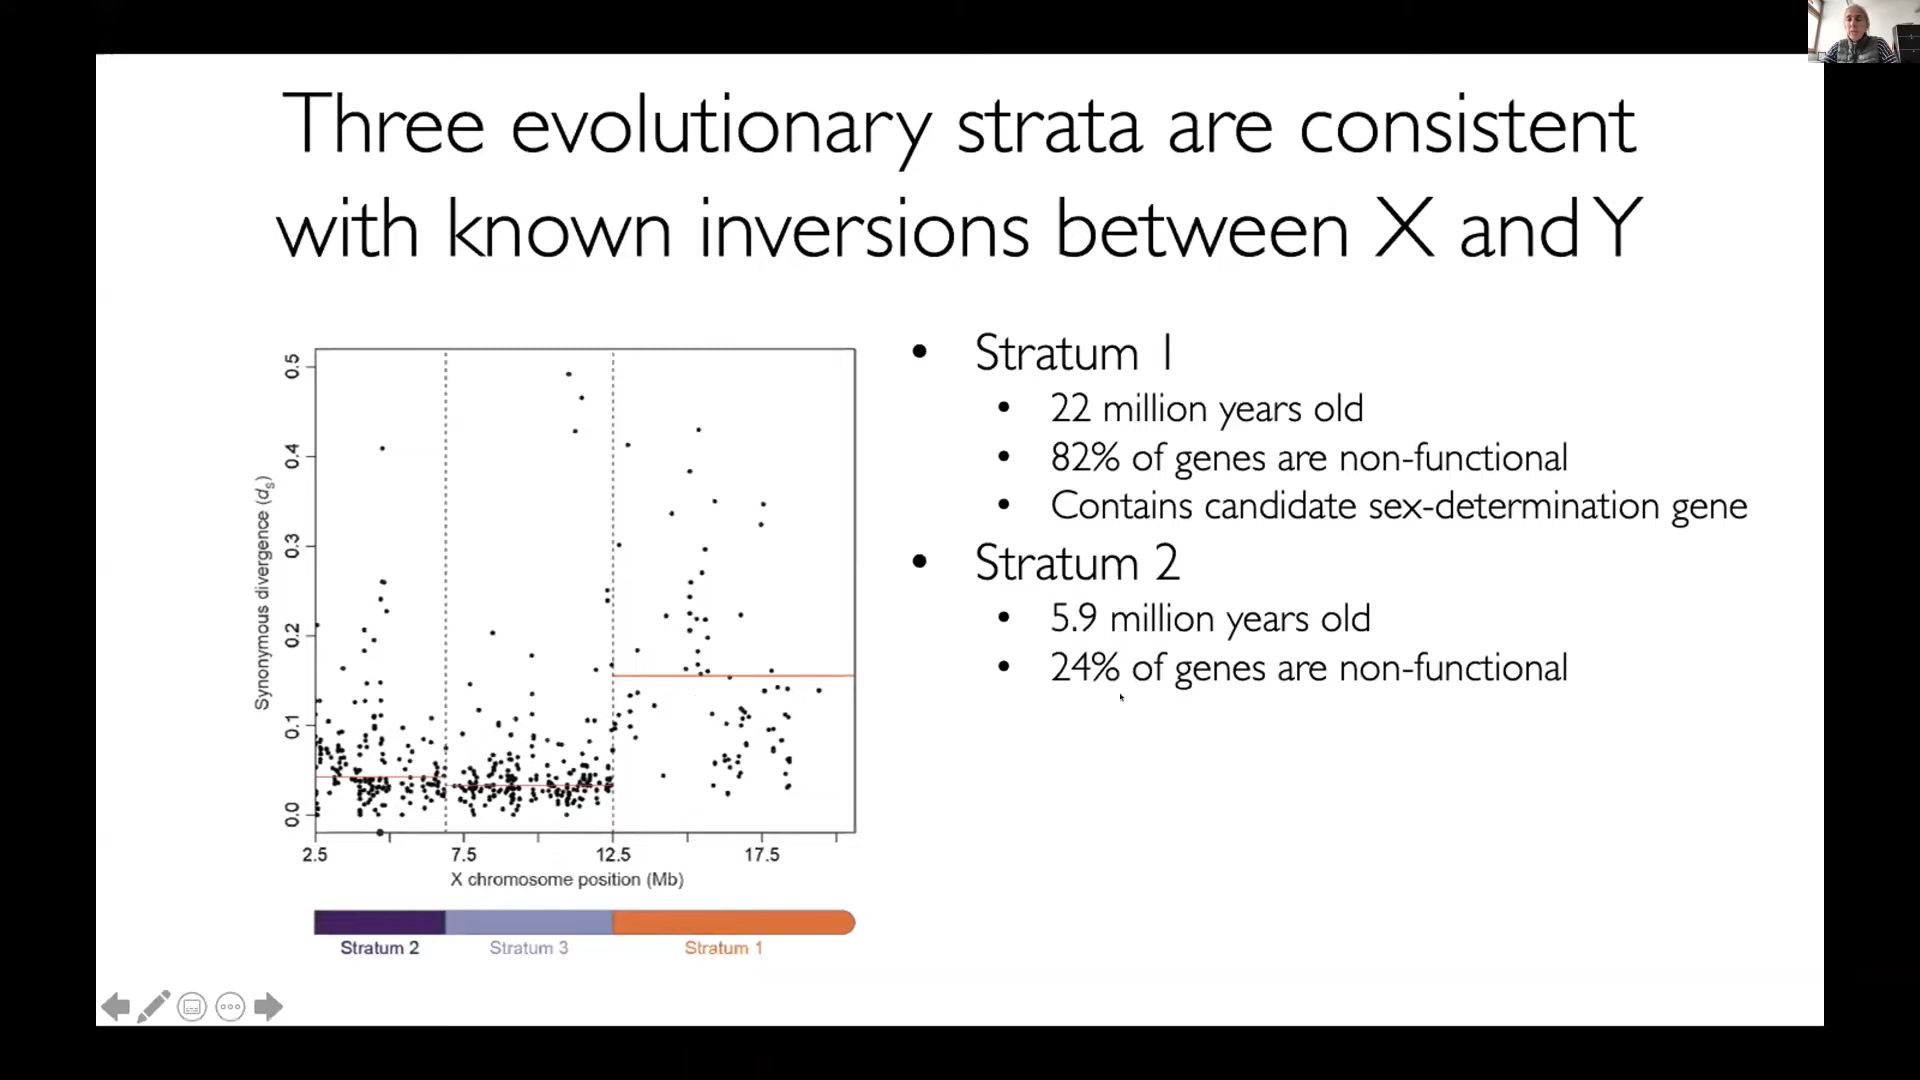 Three evolutionary strata are consistent
with known inversions between X and Y
0.5
0.4
0.3
0.2
0.1
0.0
Synonymous divergence (ds)
2.5 7.5 12.5 17.5
X chromosome position (Mb)
Stratum 2 Stratum 3 Stratum 1
• Stratum 1
• 22 million years old
• 82% of genes are non-functional
• Contains candidate sex-determination gene
• Stratum 2
• 5.9 million years old
• 24% of genes are non-functional